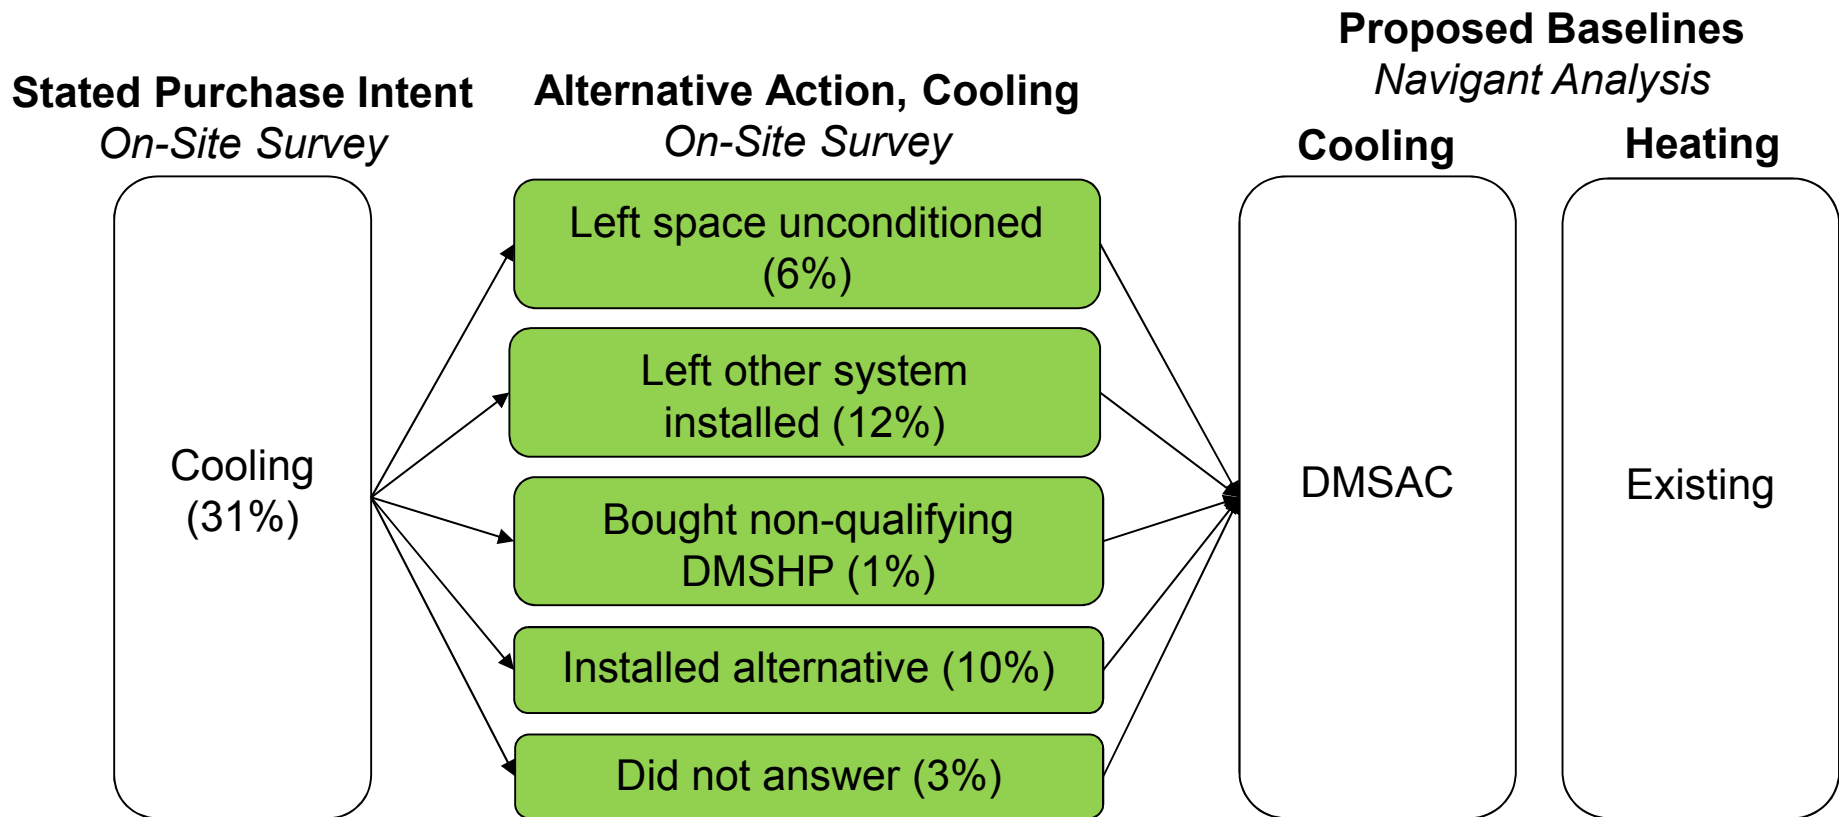 Stated Purchase Intent
On-Site Survey
Cooling
(31%)
Alternative Action, Cooling
On-Site Survey
Left space unconditioned
(6%)
Left other system
installed (12%)
Bought non-qualifying
DMSHP (1%)
Installed alternative (10%)
Did not answer (3%)
Proposed Baselines
Navigant Analysis
Cooling
DMSAC
Heating
Existing